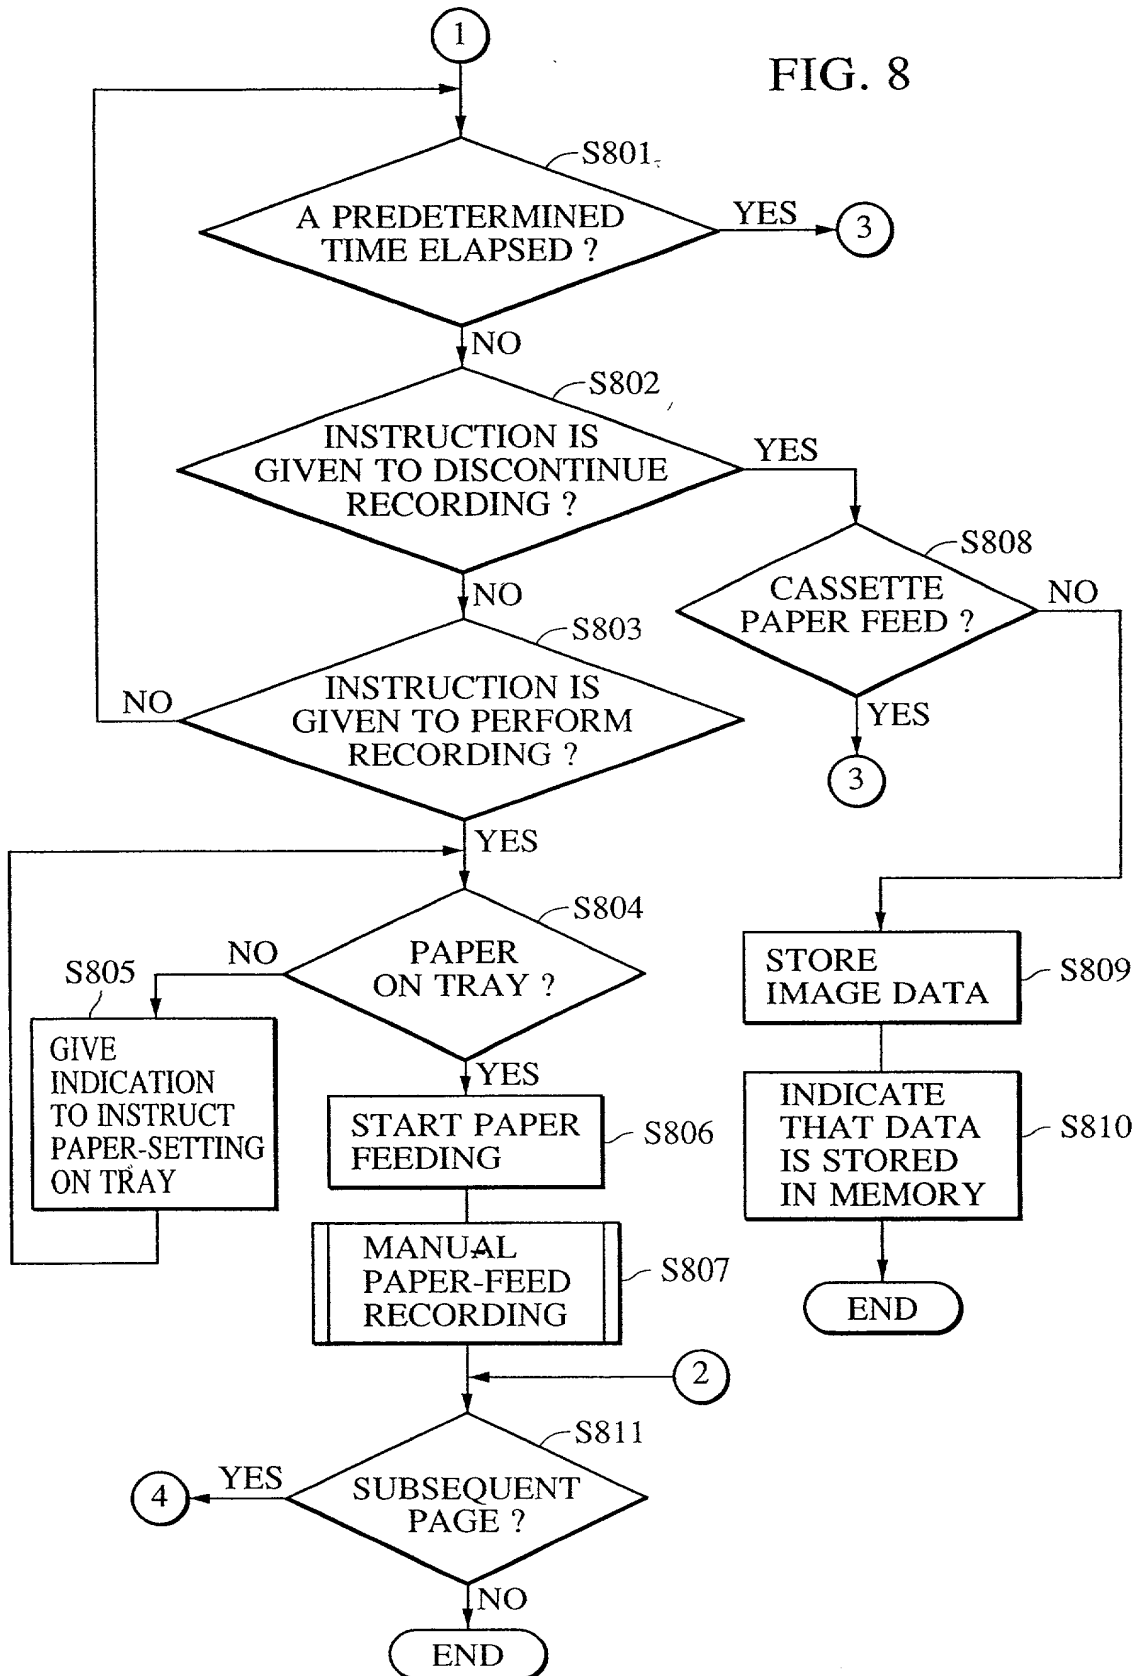 1
FIG. 8
S801
A PREDETERMINED
TIME ELAPSED ?
YES
3
NO
S802
INSTRUCTION IS
GIVEN TO DISCONTINUE
RECORDING ?
YES
NO
S808
CASSETTE
PAPER FEED ?
NO
YES
3
S803
INSTRUCTION IS
GIVEN TO PERFORM
RECORDING ?
NO
YES
S804
PAPER
ON TRAY ?
NO
S805
GIVE
INDICATION
TO INSTRUCT
PAPER-SETTING
ON TRAY
YES
START PAPER
FEEDING
S806
MANUAL
PAPER-FEED
RECORDING
S807
STORE
IMAGE DATA
S809
INDICATE
THAT DATA
IS STORED
IN MEMORY
S810
END
2
S811
SUBSEQUENT
PAGE ?
YES
4
NO
END